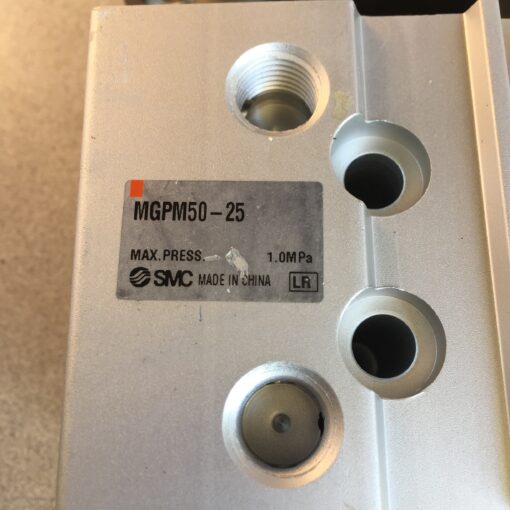 MGPM50-25
MAX. PRESS. 1.0MPa
SMC MADE IN CHINA LR